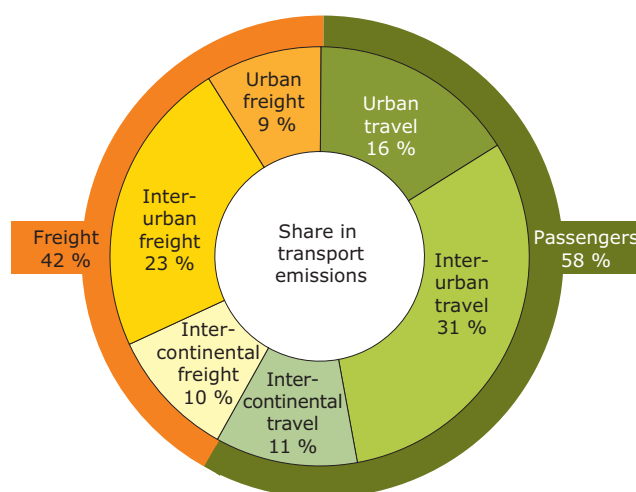 Urban
freight
9 %
Urban
travel
16 %
Inter-
urban
freight
23 %
Share in
transport
emissions
Freight
42 %
Passengers
58 %
Inter-
urban
travel
31 %
Inter-
continental
freight
10 %
Inter-
continental
travel
11 %